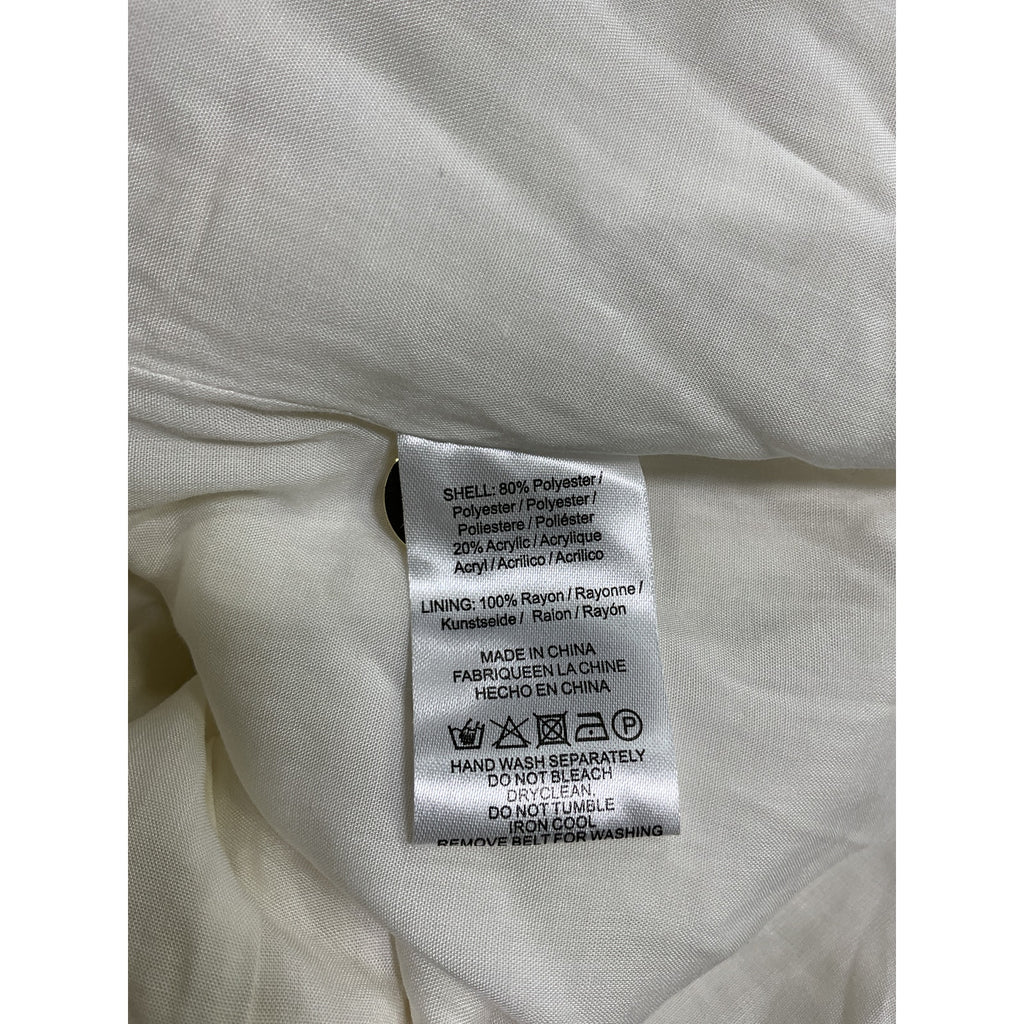 SHELL: 80% Polyester /
Polyester / Polyester /
Poliestere / Poliéster
20% Acrylic / Acrylique
Acryl / Acrilico / Acrílico
LINING: 100% Rayon / Rayonne /
Kunstseide / Raion / Rayón
MADE IN CHINA
FABRIQUEEN LA CHINE
HECHO EN CHINA
P
HAND WASH SEPARATELY
DO NOT BLEACH
DRYCLEAN,
DO NOT TUMBLE
IRON COOL
REMOVE BELT FOR WASHING